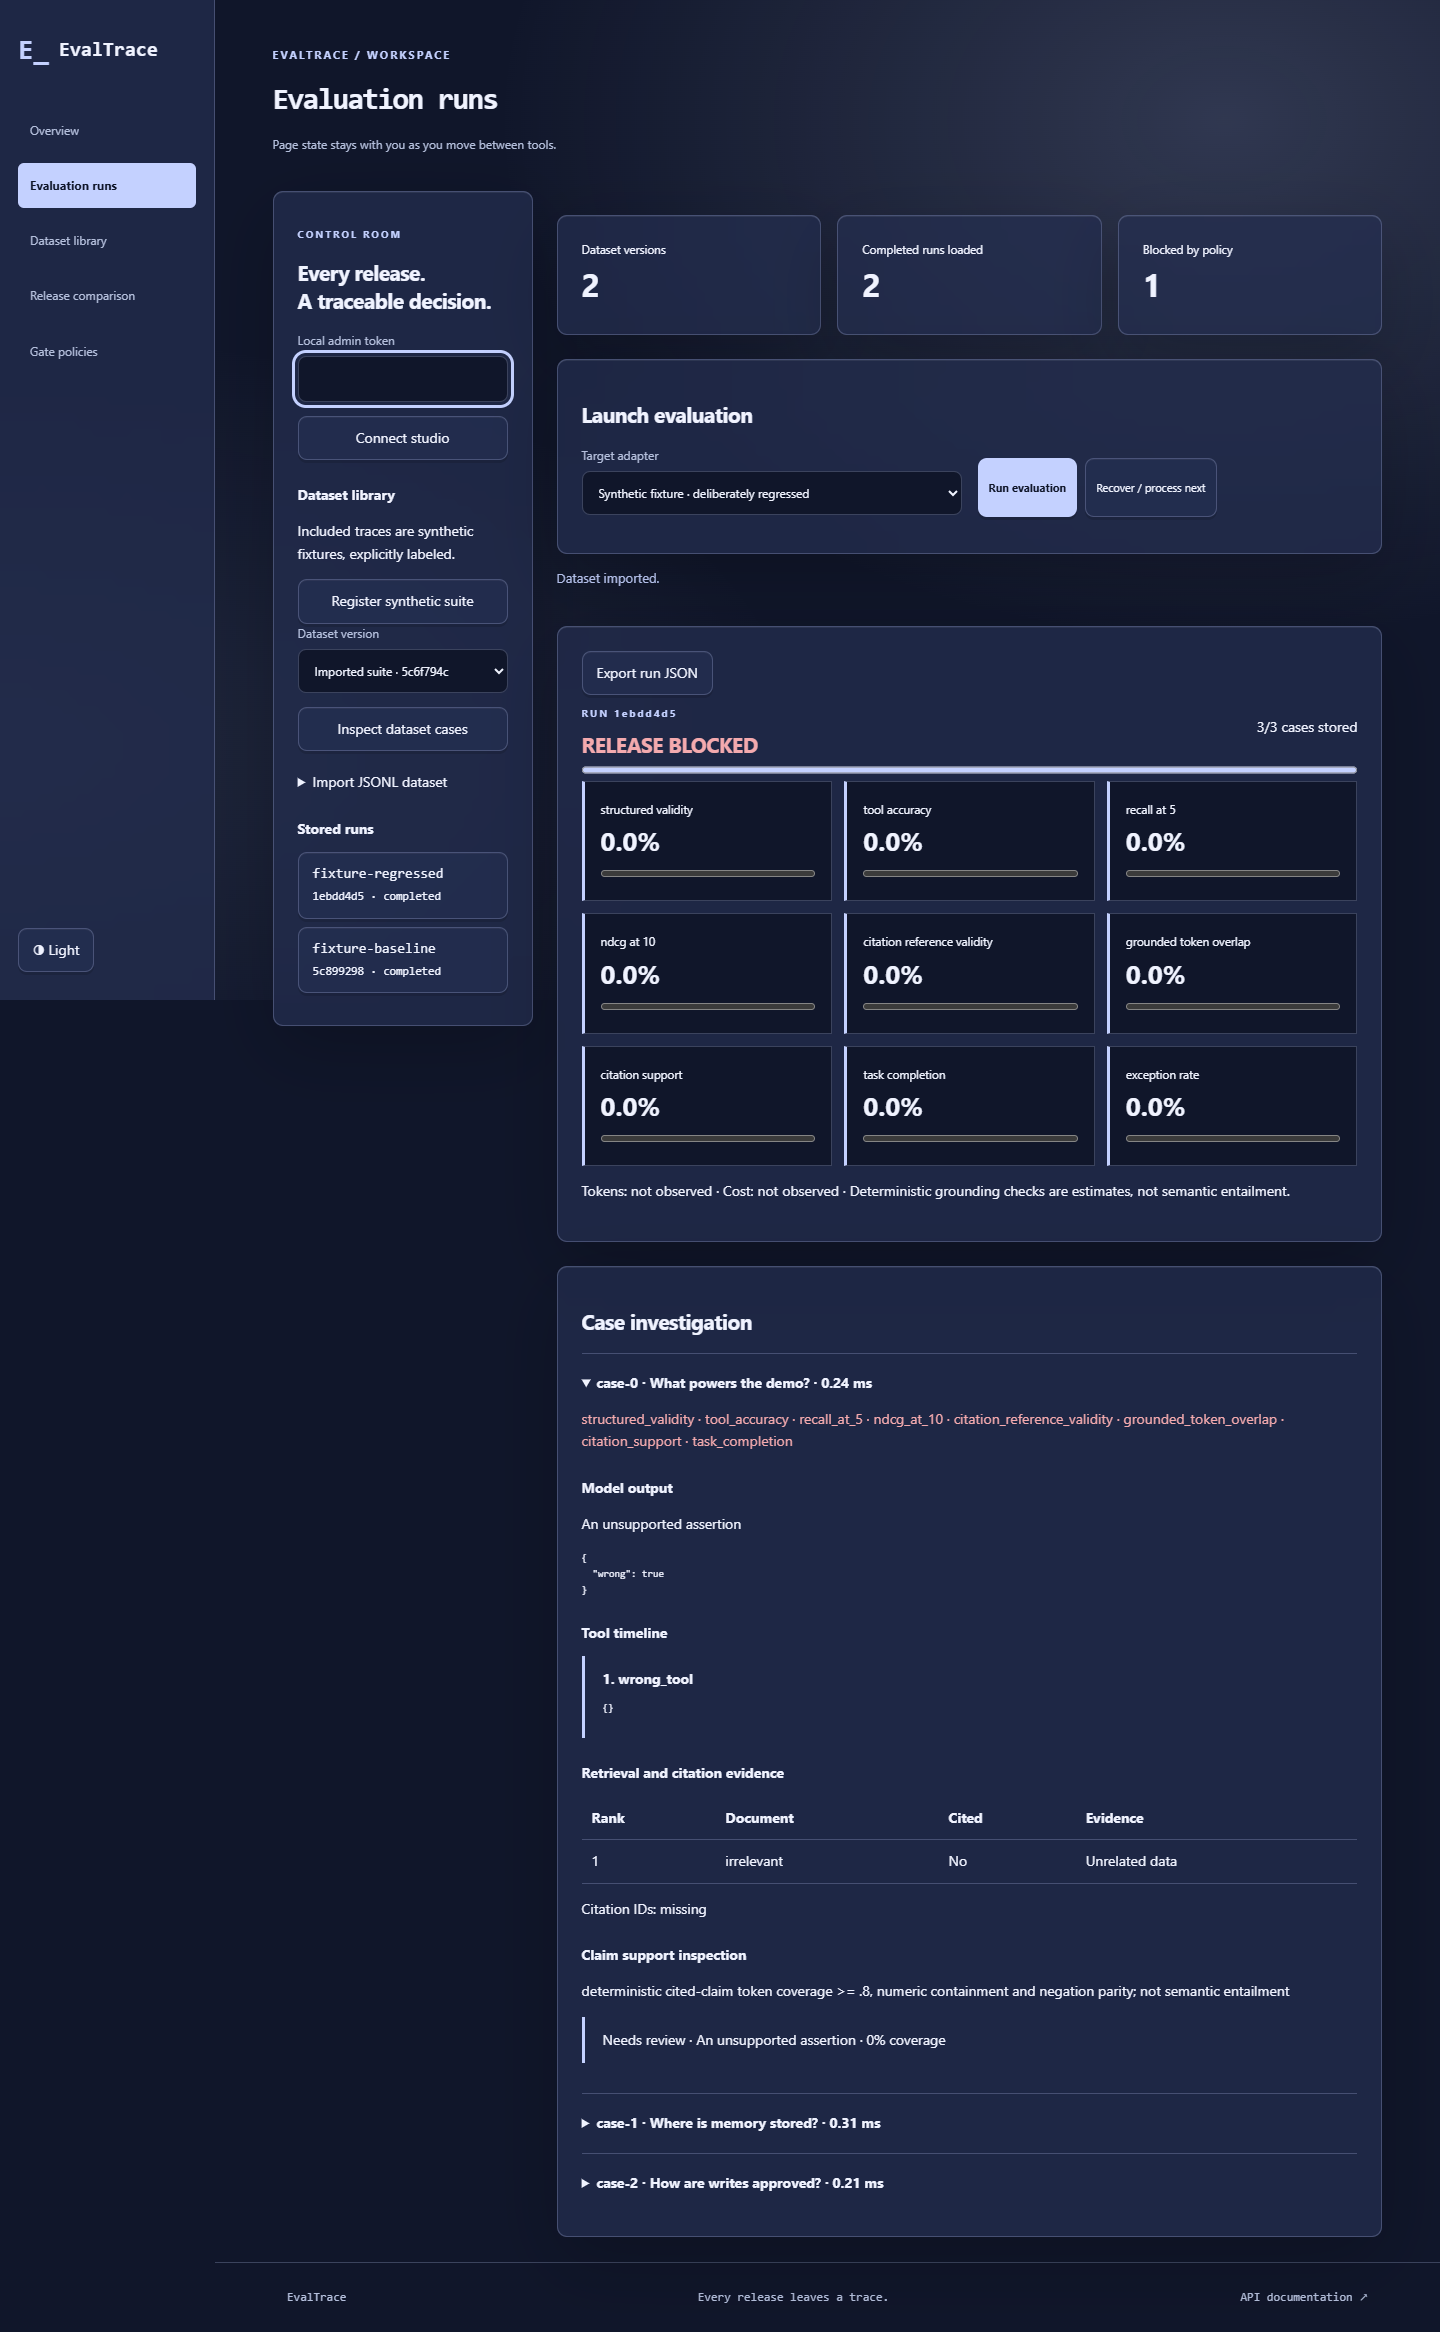 E_ EvalTrace
Overview
Evaluation runs
Dataset library
Release comparison
Gate policies
◑ Light
EVALTRACE / WORKSPACE
Evaluation runs
Page state stays with you as you move between tools.
CONTROL ROOM
Every release.
A traceable decision.
Local admin token
Connect studio
Dataset library
Included traces are synthetic
fixtures, explicitly labeled.
Register synthetic suite
Dataset version
Imported suite · 5c6f794c
Inspect dataset cases
▶ Import JSONL dataset
Stored runs
fixture-regressed
1ebdd4d5 · completed
fixture-baseline
5c899298 · completed
Dataset versions
2
Completed runs loaded
2
Blocked by policy
1
Launch evaluation
Target adapter
Synthetic fixture · deliberately regressed
Run evaluation
Recover / process next
Dataset imported.
Export run JSON
RUN 1ebdd4d5
RELEASE BLOCKED
3/3 cases stored
structured validity
0.0%
tool accuracy
0.0%
recall at 5
0.0%
ndcg at 10
0.0%
citation reference validity
0.0%
grounded token overlap
0.0%
citation support
0.0%
task completion
0.0%
exception rate
0.0%
Tokens: not observed · Cost: not observed · Deterministic grounding checks are estimates, not semantic entailment.
Case investigation
▼ case-0 · What powers the demo? · 0.24 ms
structured_validity · tool_accuracy · recall_at_5 · ndcg_at_10 · citation_reference_validity · grounded_token_overlap ·
citation_support · task_completion
Model output
An unsupported assertion
{
"wrong": true
}
Tool timeline
1. wrong_tool
{}
Retrieval and citation evidence
Rank Document Cited Evidence
1 irrelevant No Unrelated data
Citation IDs: missing
Claim support inspection
deterministic cited-claim token coverage >= .8, numeric containment and negation parity; not semantic entailment
Needs review · An unsupported assertion · 0% coverage
▶ case-1 · Where is memory stored? · 0.31 ms
▶ case-2 · How are writes approved? · 0.21 ms
EvalTrace
Every release leaves a trace.
API documentation ↗